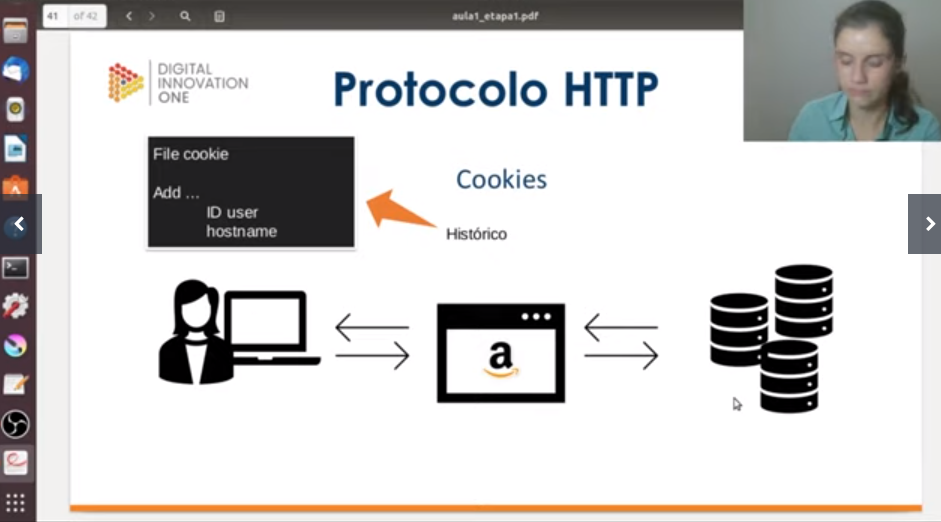 41 of 42
aula1_etapa1.pdf
DIGITAL
INNOVATION
ONE
Protocolo HTTP
File cookie
Add ...
ID user
hostname
Cookies
Histórico
a